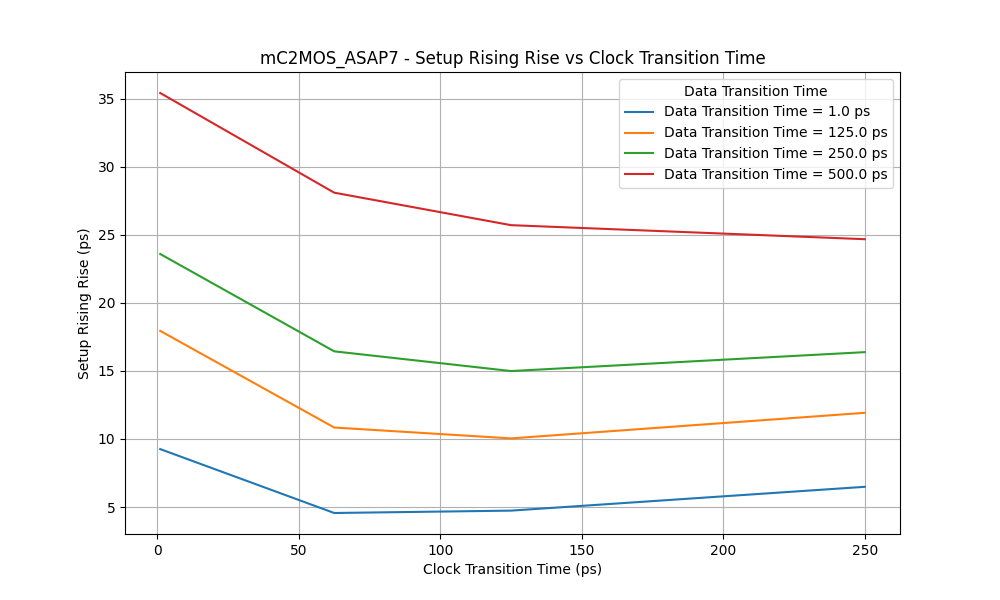 mC2MOS_ASAP7 - Setup Rising Rise vs Clock Transition Time
Data Transition Time
Data Transition Time = 1.0 ps
Data Transition Time = 125.0 ps
Data Transition Time = 250.0 ps
Data Transition Time = 500.0 ps
Setup Rising Rise (ps)
35
30
25
20
15
10
5
0
50
100
150
200
250
Clock Transition Time (ps)